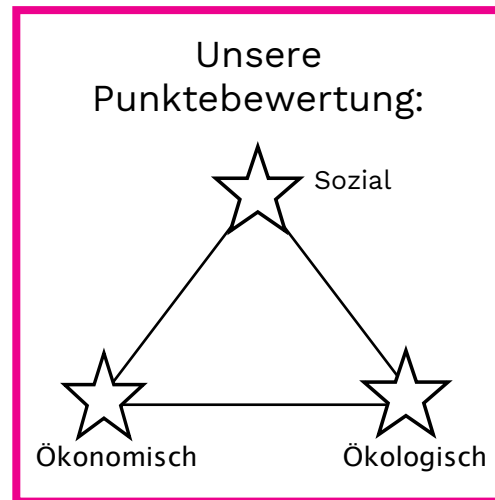 Unsere
Punktebewertung:
Sozial
Ökonomisch
Ökologisch